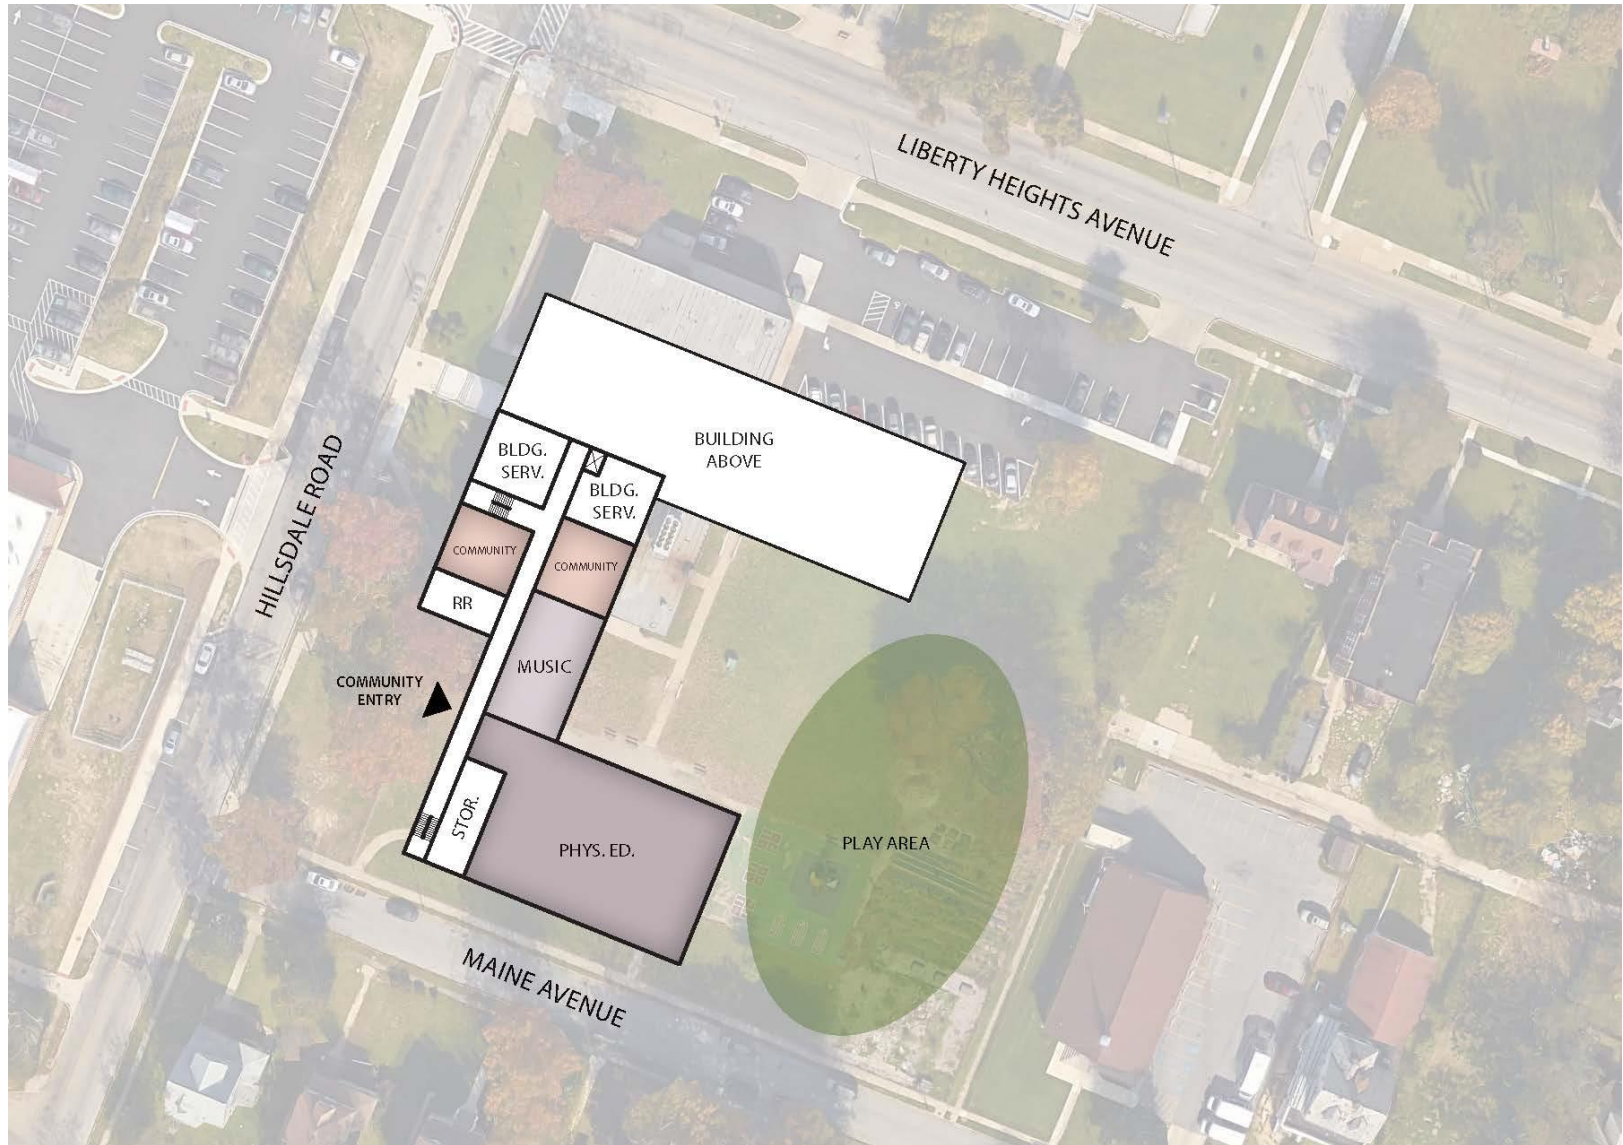 LIBERTY HEIGHTS AVENUE
BUILDING
ABOVE
BLDG.
SERV.
BLDG.
SERV.
HILLSDALE ROAD
COMMUNITY
COMMUNITY
RR
MUSIC
COMMUNITY
ENTRY
STOR.
PHYS. ED.
PLAY AREA
MAINE AVENUE